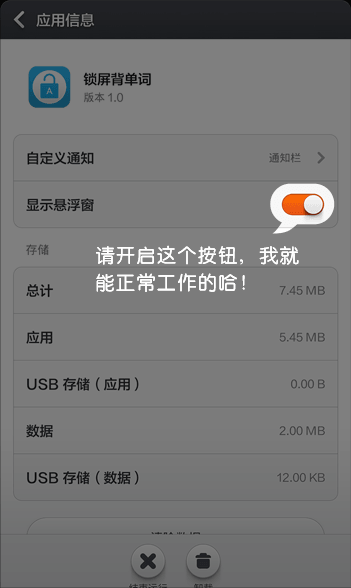 应用信息
锁屏背单词
版本 1.0
自定义通知
通知栏
显示悬浮窗
请开启这个按钮，我就
能正常工作的哈！
存储
总计
7.45 MB
应用
5.45 MB
USB 存储（应用）
0.00 B
数据
2.00 MB
USB 存储（数据）
12.00 KB